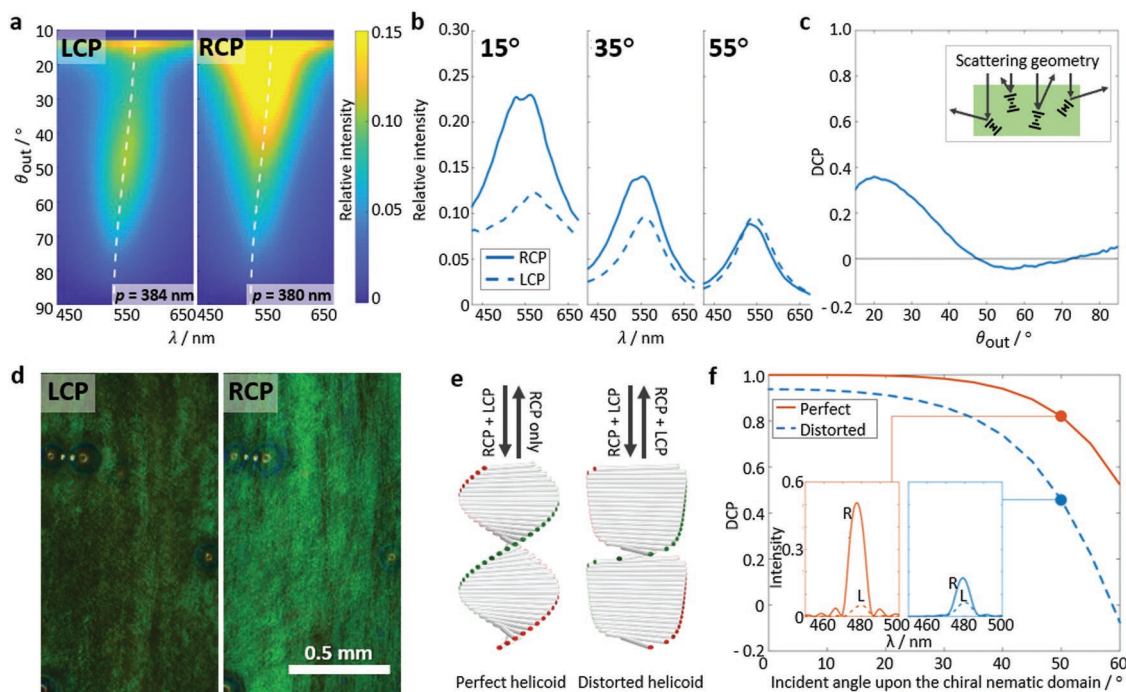 a
LCP
RCP
10
20
30
40
50
60
70
80
90
θout / °
p = 384 nm
p = 380 nm
450
550
650
450
550
650
λ / nm
0.15
0.10
0.05
0
Relative intensity
b
15°
35°
55°
0.30
0.25
0.20
0.15
0.10
0.05
0
Relative intensity
RCP
LCP
450
550
650
450
550
650
450
550
650
λ / nm
c
1.0
0.8
0.6
0.4
0.2
0
- 0.2
DCP
Scattering geometry
20
30
40
50
60
70
80
θout / °
d
LCP
RCP
0.5 mm
e
RCP + LCP
RCP only
RCP + LCP
RCP + LCP
Perfect helicoid
Distorted helicoid
f
1.0
0.8
0.6
0.4
0.2
0
- 0.2
DCP
Perfect
Distorted
0.6
0.3
0
Intensity
R
L
R
L
460
480
500
460
480
500
λ / nm
0
10
20
30
40
50
60
Incident angle upon the chiral nematic domain / °